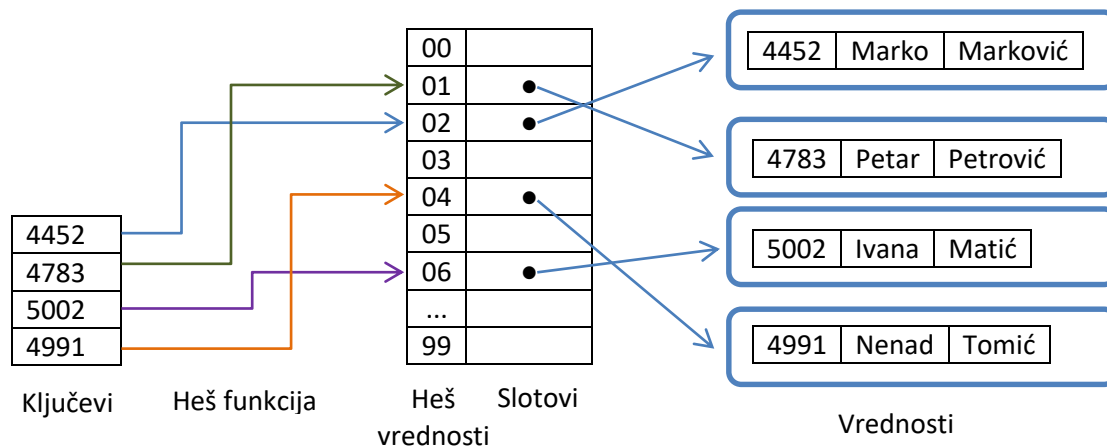 4452
4783
5002
4991
Ključevi
Heš funkcija
00
01
02
03
04
05
06
...
99
Heš
vrednosti
Slotovi
4452 Marko Marković
4783 Petar Petrović
5002 Ivana Matić
4991 Nenad Tomić
Vrednosti